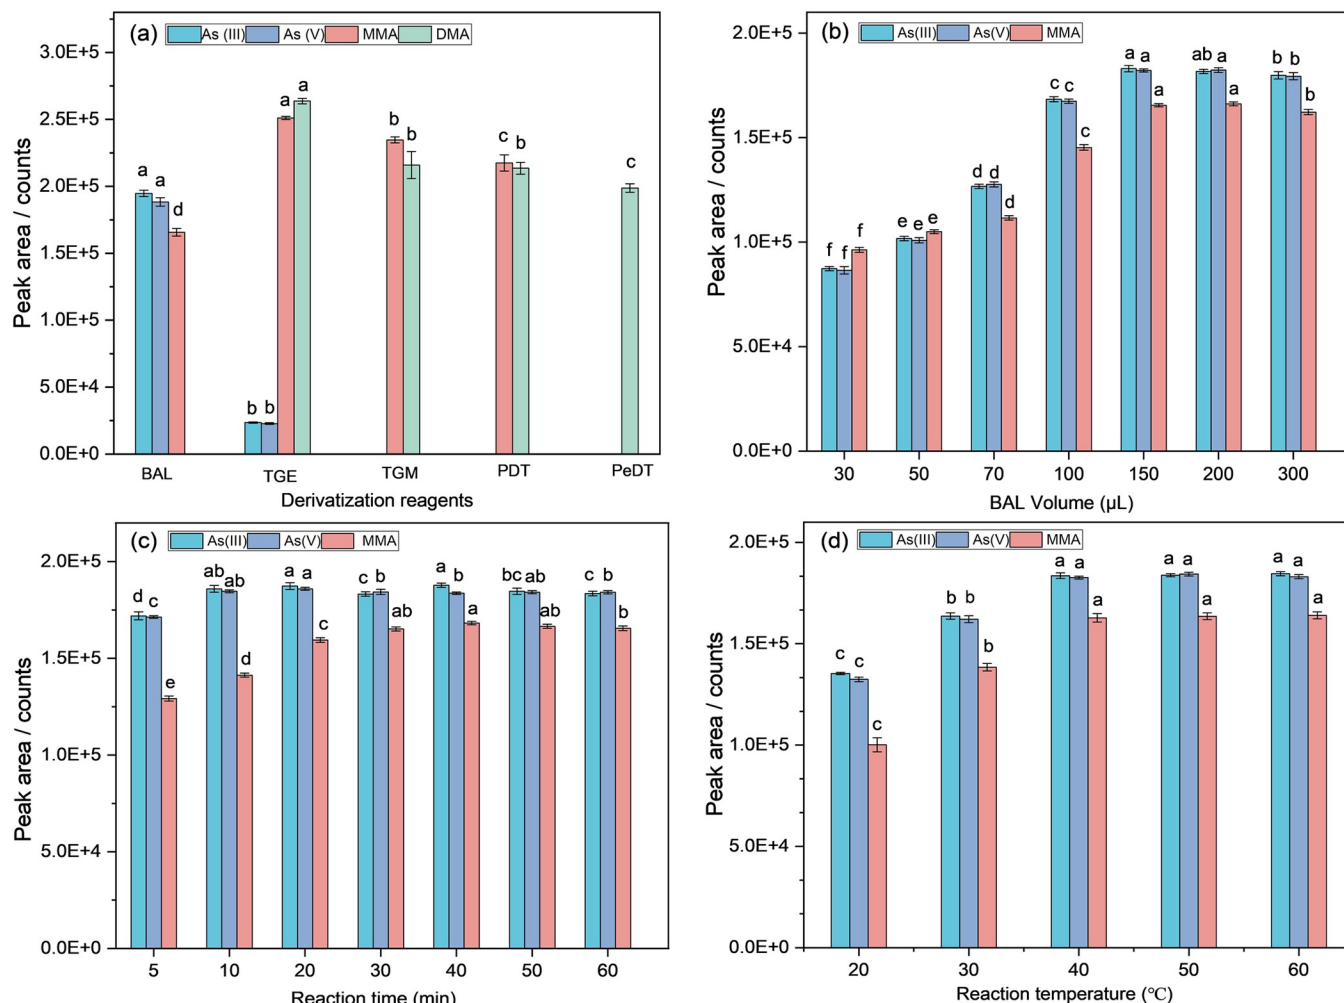 (a)
As (III) As (V) MMA DMA
3.0E+5
2.5E+5
2.0E+5
1.5E+5
1.0E+5
5.0E+4
0.0E+0
Peak area / counts
a a d
b b a a
b b
c b
c
BAL TGE TGM PDT PeDT
Derivatization reagents
(b)
As(III) As(V) MMA
2.0E+5
1.5E+5
1.0E+5
5.0E+4
0.0E+0
Peak area / counts
f f f
e e e
d d d
c c c
a a a
ab a a
b b b
30 50 70 100 150 200 300
BAL Volume (µL)
(c)
As(III) As(V) MMA
2.0E+5
1.5E+5
1.0E+5
5.0E+4
0.0E+0
Peak area / counts
d c e
ab ab d
a a c
c b ab
a b a
bc ab ab
c b b
5 10 20 30 40 50 60
Reaction time (min)
(d)
As(III) As(V) MMA
2.0E+5
1.5E+5
1.0E+5
5.0E+4
0.0E+0
Peak area / counts
c c c
b b b
a a a
a a a
a a a
20 30 40 50 60
Reaction temperature (℃)